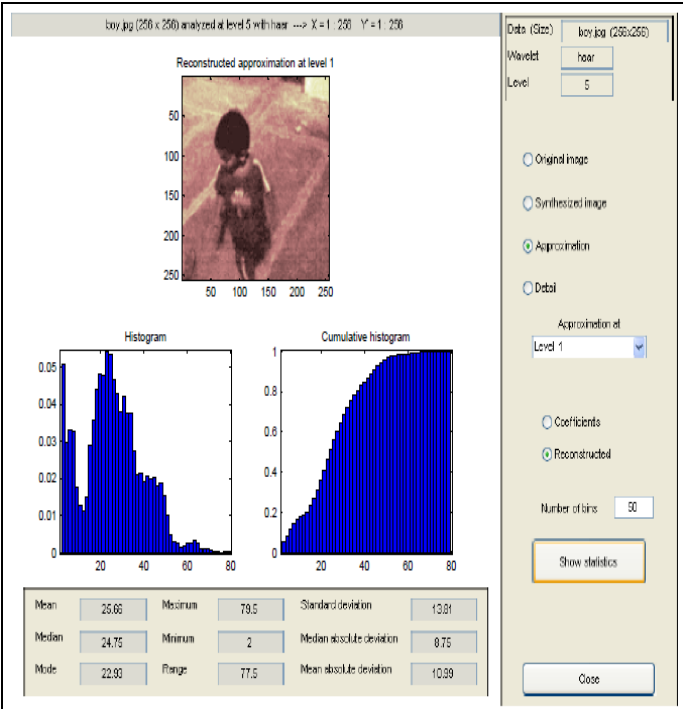 boy.jpg (256 x 256) analyzed at level 5 with haar ---> X = 1 : 256 Y = 1 : 256
Reconstructed approximation at level 1
50
100
150
200
250
50 100 150 200 250
Histogram
0.05
0.04
0.03
0.02
0.01
0
20 40 60 80
Cumulative histogram
1
0.8
0.6
0.4
0.2
0
20 40 60 80
Mean 25.66 Maximum 79.5 Standard deviation 13.81
Median 24.75 Minimum 2 Median absolute deviation 8.75
Mode 22.93 Range 77.5 Mean absolute deviation 10.99
Data (Size) boy.jpg (256x256)
Wavelet haar
Level 5
Original image
Synthesized image
Approximation
Detail
Approximation at
Level 1
Coefficients
Reconstructed
Number of bins 50
Show statistics
Close